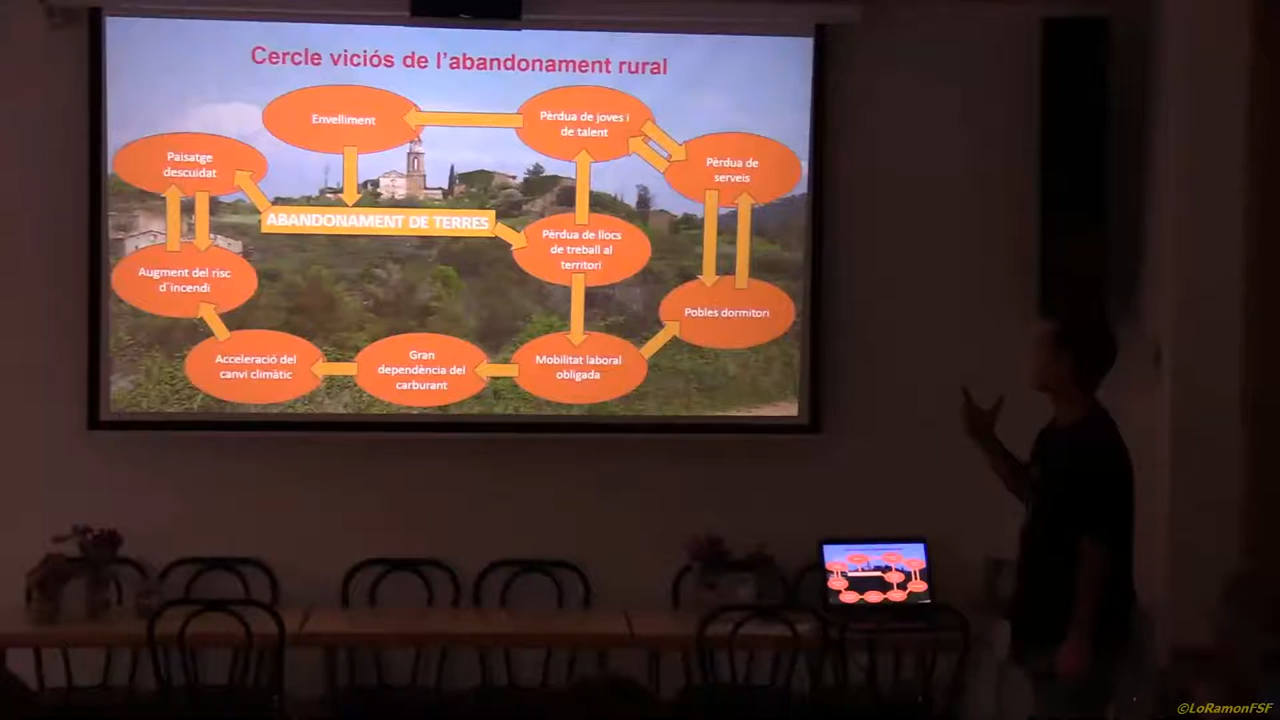 Cercle viciós de l'abandonament rural
Envelliment
Pèrdua de joves i
de talent
Paisatge
descuidat
Pèrdua de
serveis
ABANDONAMENT DE TERRES
Pèrdua de llocs
de treball al
territori
Augment del risc
d'incendi
Pobles dormitori
Acceleració del
canvi climàtic
Gran
dependència del
carburant
Mobilitat laboral
obligada
©LoRamonFSF